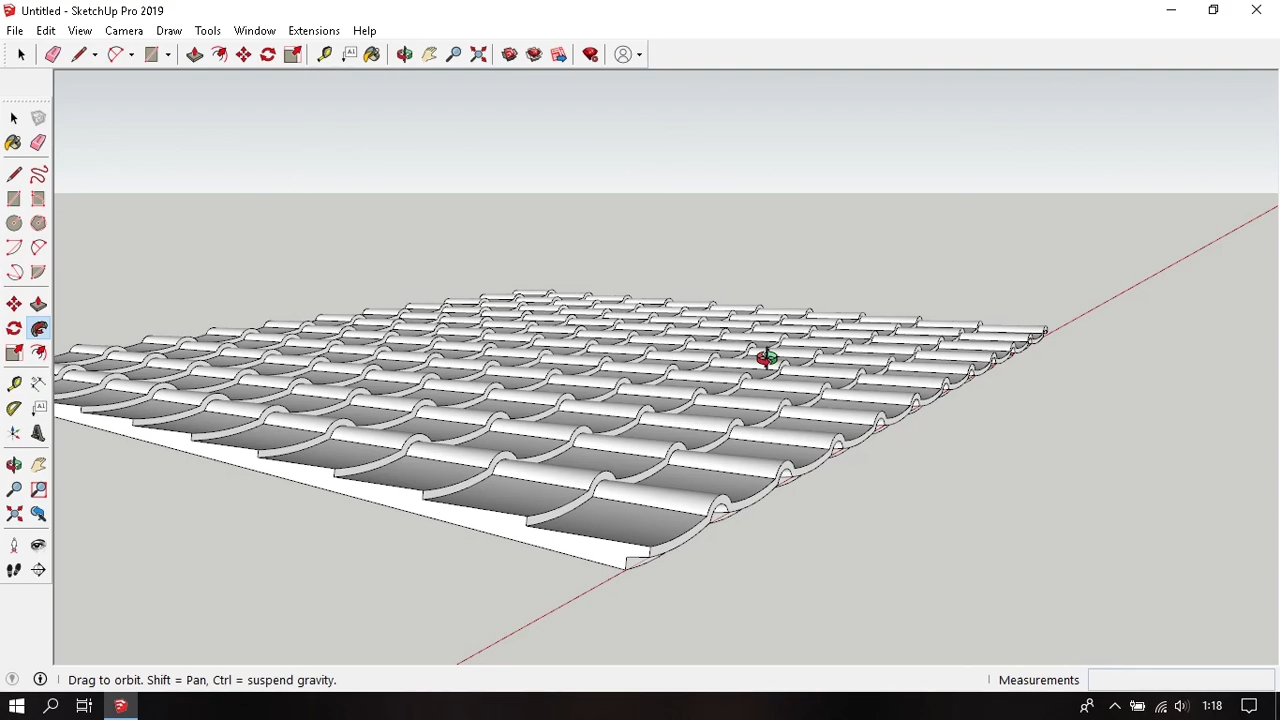 Untitled - SketchUp Pro 2019
File Edit View Camera Draw Tools Window Extensions Help
Drag to orbit. Shift = Pan, Ctrl = suspend gravity.
Measurements
1:18